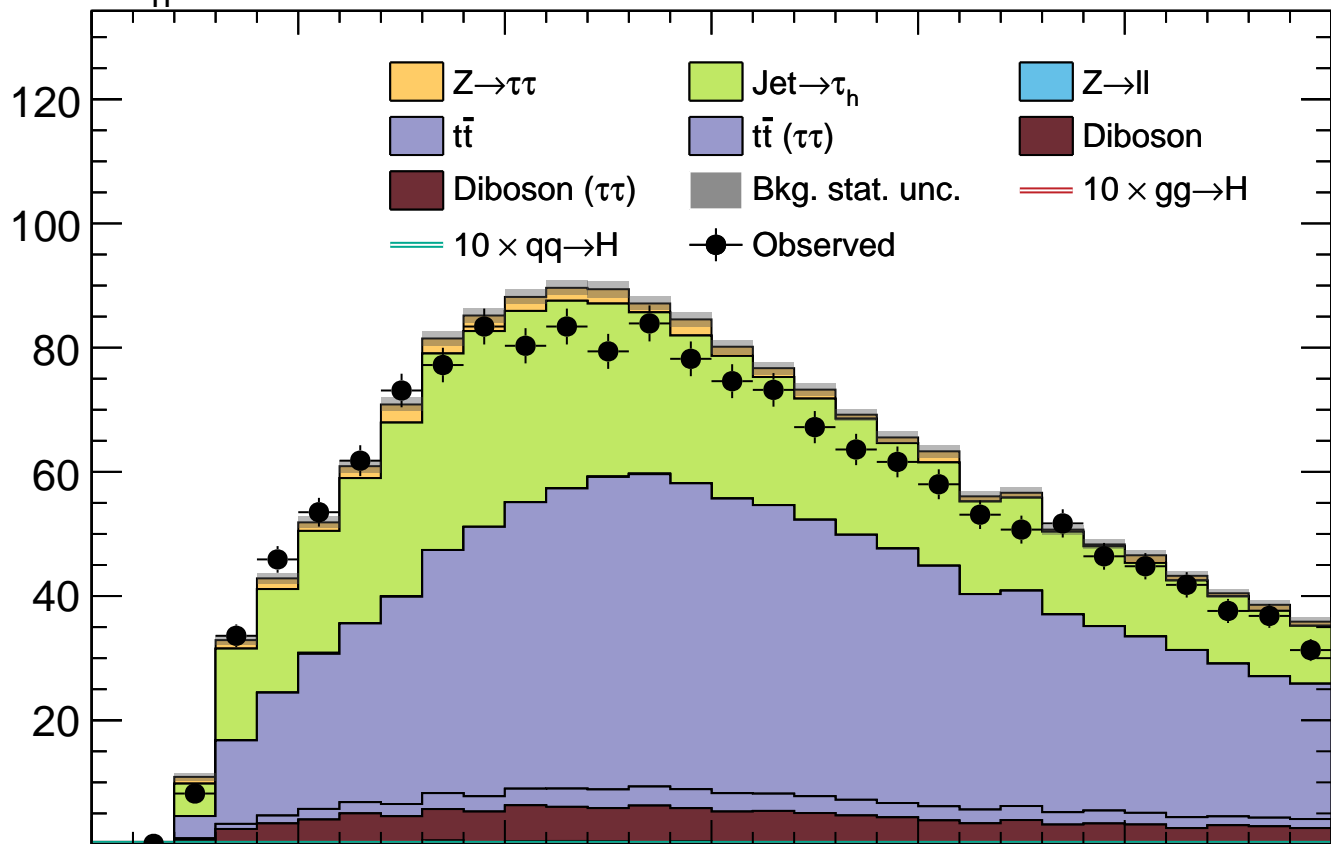 Z→ττ Jet→τₕ Z→ll
tt̄ tt̄ (ττ) Diboson
Diboson (ττ) Bkg. stat. unc. 10 × gg→H
10 × qq→H Observed
120
100
80
60
40
20